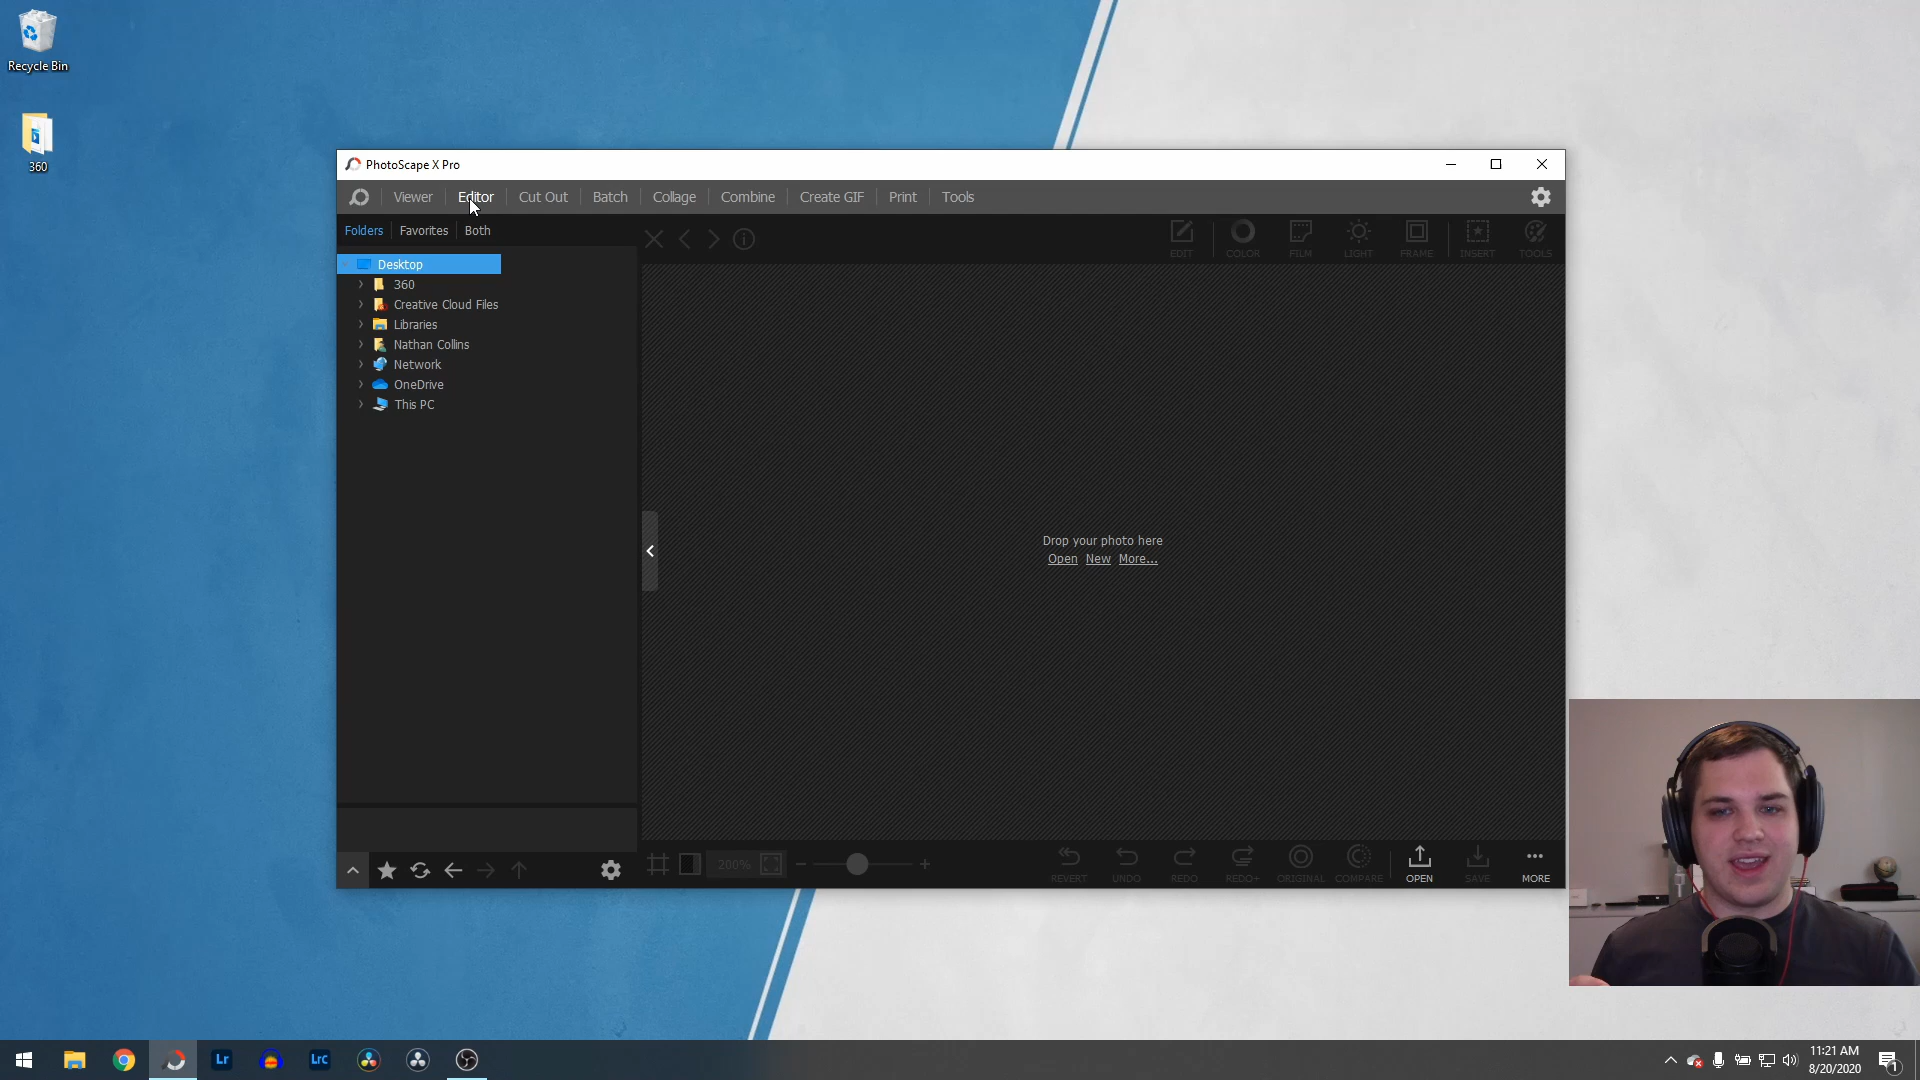 Recycle Bin
360
PhotoScape X Pro
Viewer Editor Cut Out Batch Collage Combine Create GIF Print Tools
Folders Favorites Both
EDIT COLOR FILM LIGHT FRAME INSERT TOOLS
Desktop
360
Creative Cloud Files
Libraries
Nathan Collins
Network
OneDrive
This PC
Drop your photo here
Open New More...
200%
REVERT UNDO REDO REDO+ ORIGINAL COMPARE OPEN SAVE MORE
Lr LrC
11:21 AM
8/20/2020
1